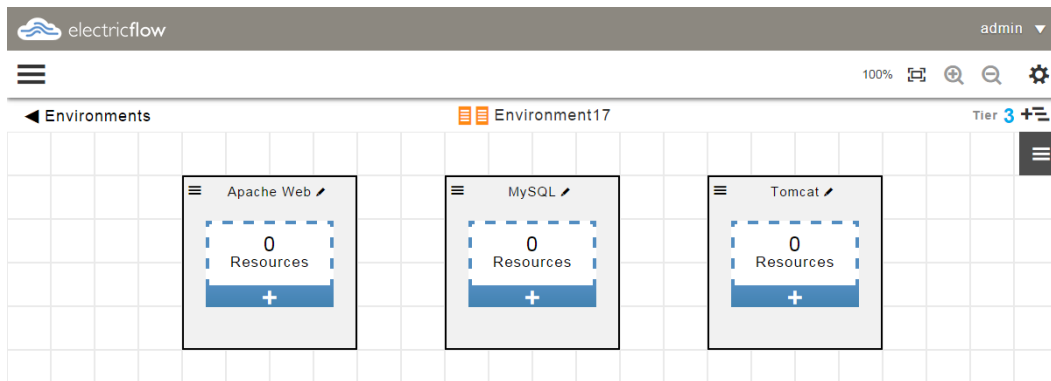 electricflow
admin
100%
Environments
Environment17
Tier 3
Apache Web
MySQL
Tomcat
0
Resources
0
Resources
0
Resources